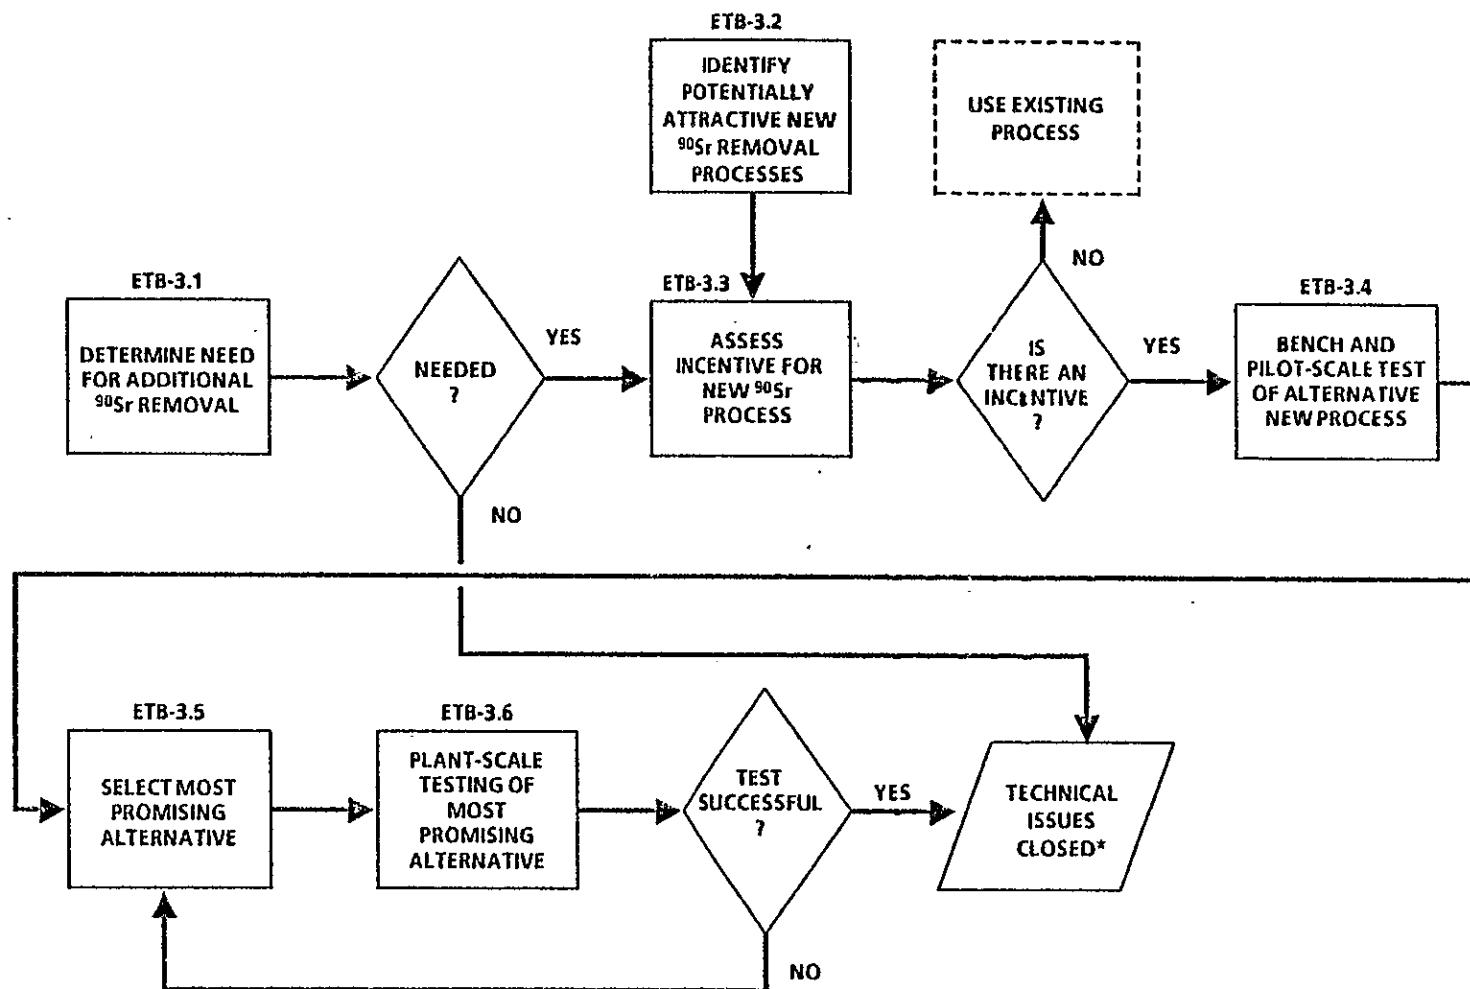 ETB-3.2
IDENTIFY
POTENTIALLY
ATTRACTIVE NEW
⁹⁰Sr REMOVAL
PROCESSES
USE EXISTING
PROCESS
NO
ETB-3.1
DETERMINE NEED
FOR ADDITIONAL
⁹⁰Sr REMOVAL
NEEDED
?
YES
NO
ETB-3.3
ASSESS
INCENTIVE FOR
NEW ⁹⁰Sr
PROCESS
IS
THERE AN
INCENTIVE
?
YES
ETB-3.4
BENCH AND
PILOT-SCALE TEST
OF ALTERNATIVE
NEW PROCESS
ETB-3.5
SELECT MOST
PROMISING
ALTERNATIVE
ETB-3.6
PLANT-SCALE
TESTING OF
MOST
PROMISING
ALTERNATIVE
TEST
SUCCESSFUL
?
YES
NO
TECHNICAL
ISSUES
CLOSED*